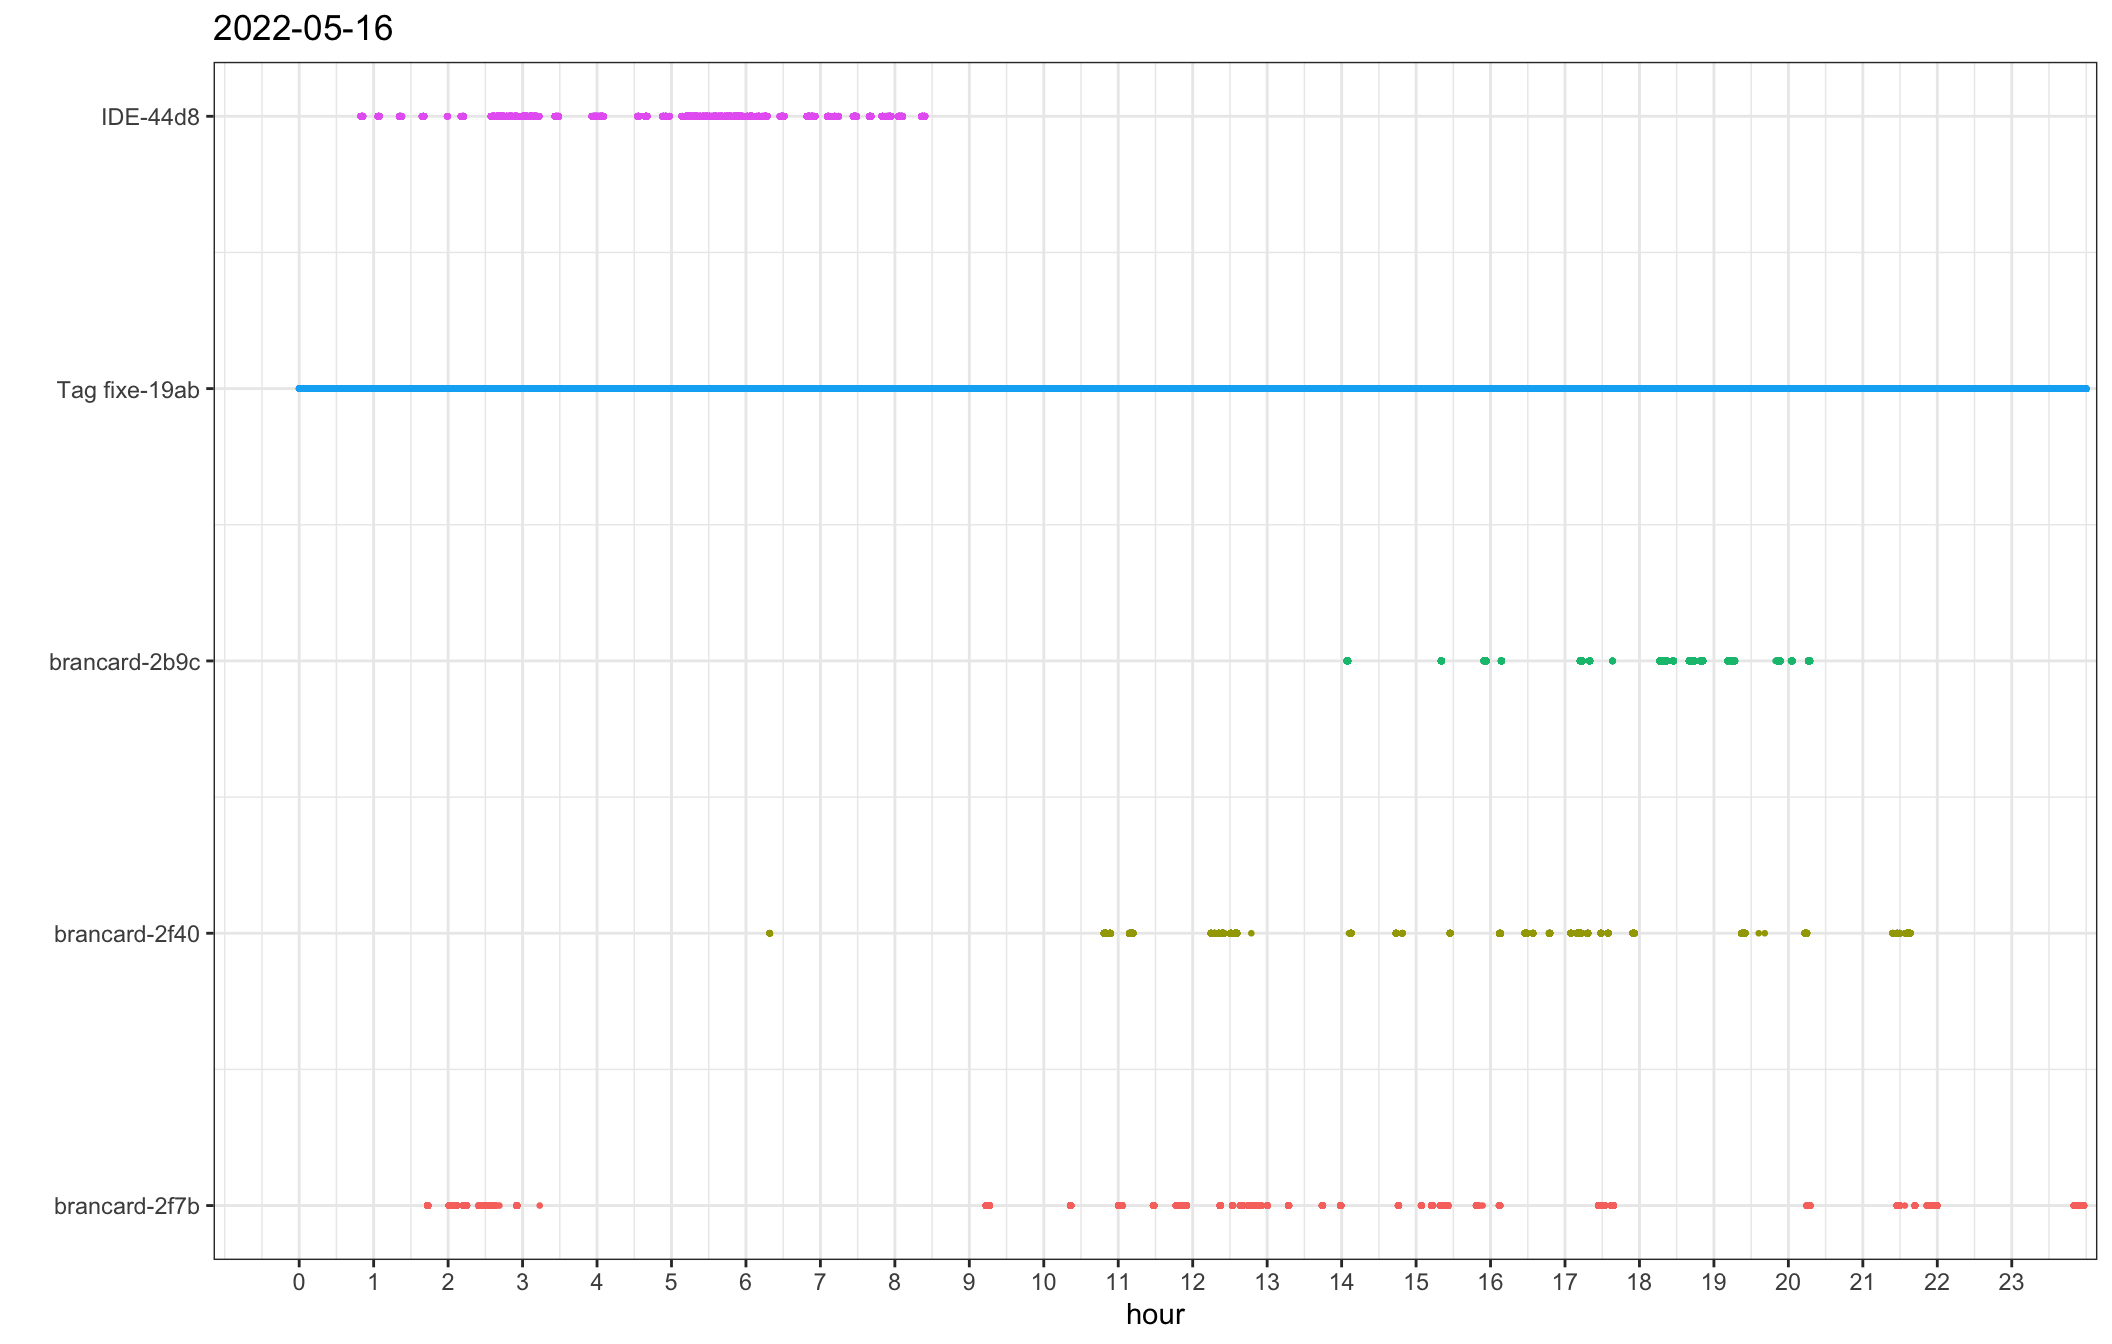 2022-05-16
IDE-44d8
Tag fixe-19ab
brancard-2b9c
brancard-2f40
brancard-2f7b
0 1 2 3 4 5 6 7 8 9 10 11 12 13 14 15 16 17 18 19 20 21 22 23
hour